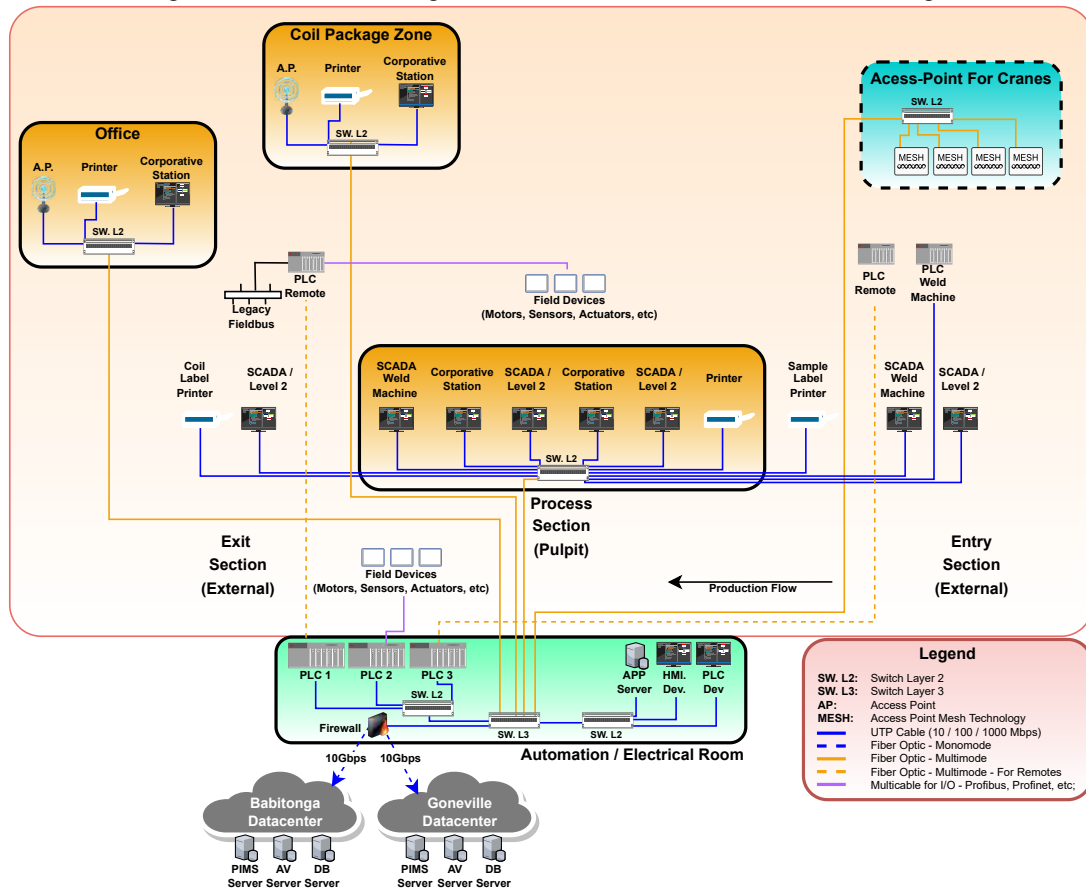 Coil Package Zone
A.P.
Printer
Corporative
Station
SW. L2
Acess-Point For Cranes
SW. L2
MESH
MESH
MESH
MESH
Office
A.P.
Printer
Corporative
Station
SW. L2
PLC
Remote
Legacy
Fieldbus
Field Devices
(Motors, Sensors, Actuators, etc)
PLC
Remote
PLC
Weld
Machine
Coil
Label
Printer
SCADA /
Level 2
SCADA
Weld
Machine
Corporative
Station
SCADA /
Level 2
Corporative
Station
SCADA /
Level 2
Printer
SW. L2
Sample
Label
Printer
SCADA
Weld
Machine
SCADA /
Level 2
Process
Section
(Pulpit)
Exit
Section
(External)
Field Devices
(Motors, Sensors, Actuators, etc)
Production Flow
Entry
Section
(External)
PLC 1
PLC 2
PLC 3
SW. L2
APP
Server
HMI.
Dev.
PLC
Dev
Firewall
SW. L3
SW. L2
Automation / Electrical Room
10Gbps
10Gbps
Babitonga
Datacenter
Goneville
Datacenter
PIMS
Server
AV
Server
DB
Server
PIMS
Server
AV
Server
DB
Server
Legend
SW. L2: Switch Layer 2
SW. L3: Switch Layer 3
AP: Access Point
MESH: Access Point Mesh Technology
UTP Cable (10 / 100 / 1000 Mbps)
Fiber Optic - Monomode
Fiber Optic - Multimode
Fiber Optic - Multimode - For Remotes
Multicable for I/O - Profibus, Profinet, etc;